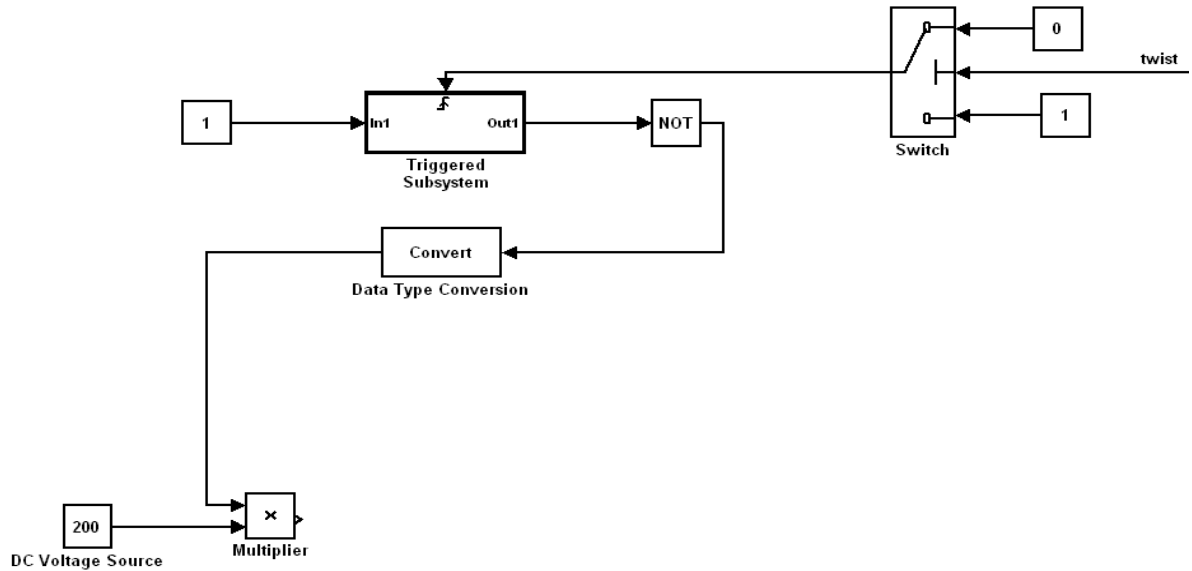 0
twist
1
Switch
1
In1
Out1
NOT
Triggered
Subsystem
Convert
Data Type Conversion
200
×
DC Voltage Source
Multiplier